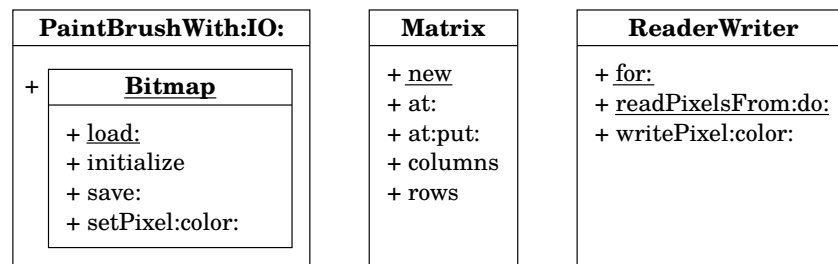 PaintBrushWith:IO:
+ Bitmap
+ load:
+ initialize
+ save:
+ setPixel:color:
Matrix
+ new
+ at:
+ at:put:
+ columns
+ rows
ReaderWriter
+ for:
+ readPixelsFrom:do:
+ writePixel:color: